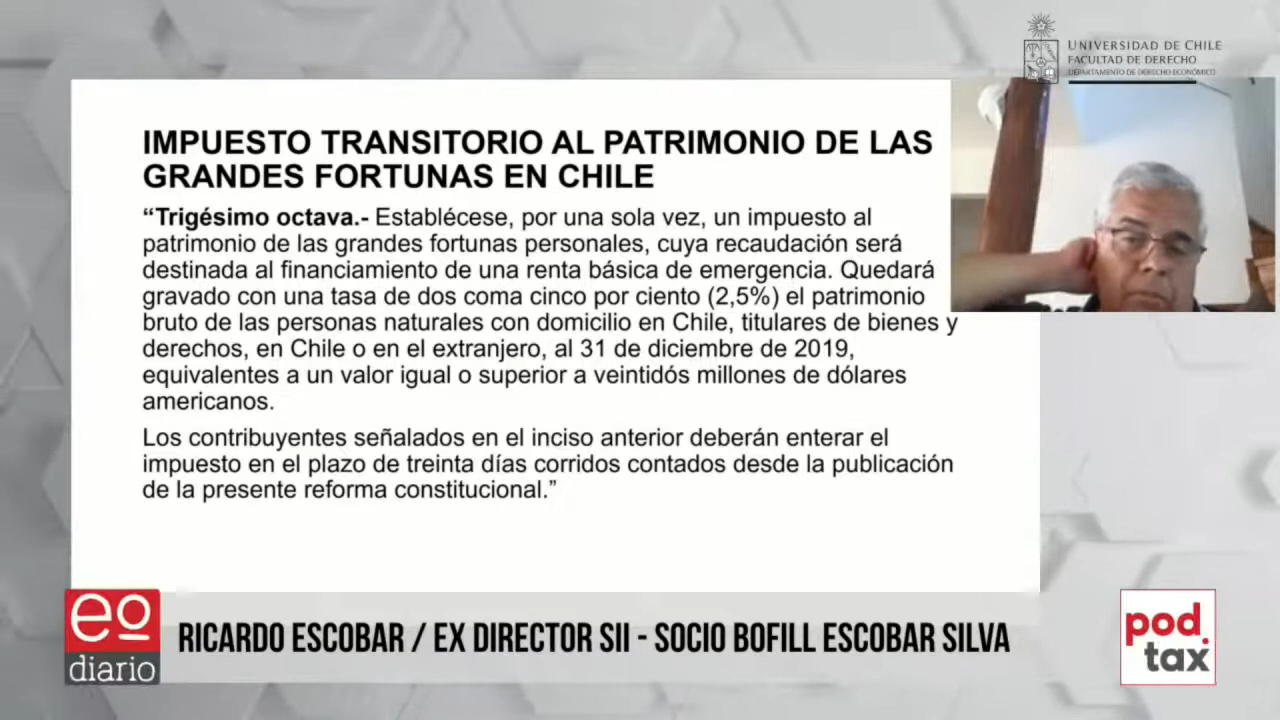 UNIVERSIDAD DE CHILE
FACULTAD DE DERECHO
DEPARTAMENTO DE DERECHO ECONÓMICO
IMPUESTO TRANSITORIO AL PATRIMONIO DE LAS
GRANDES FORTUNAS EN CHILE
“Trigésimo octava.- Establécese, por una sola vez, un impuesto al
patrimonio de las grandes fortunas personales, cuya recaudación será
destinada al financiamiento de una renta básica de emergencia. Quedará
gravado con una tasa de dos coma cinco por ciento (2,5%) el patrimonio
bruto de las personas naturales con domicilio en Chile, titulares de bienes y
derechos, en Chile o en el extranjero, al 31 de diciembre de 2019,
equivalentes a un valor igual o superior a veintidós millones de dólares
americanos.
Los contribuyentes señalados en el inciso anterior deberán enterar el
impuesto en el plazo de treinta días corridos contados desde la publicación
de la presente reforma constitucional.”
eo
diario
RICARDO ESCOBAR / EX DIRECTOR SII - SOCIO BOFILL ESCOBAR SILVA
pod.
tax